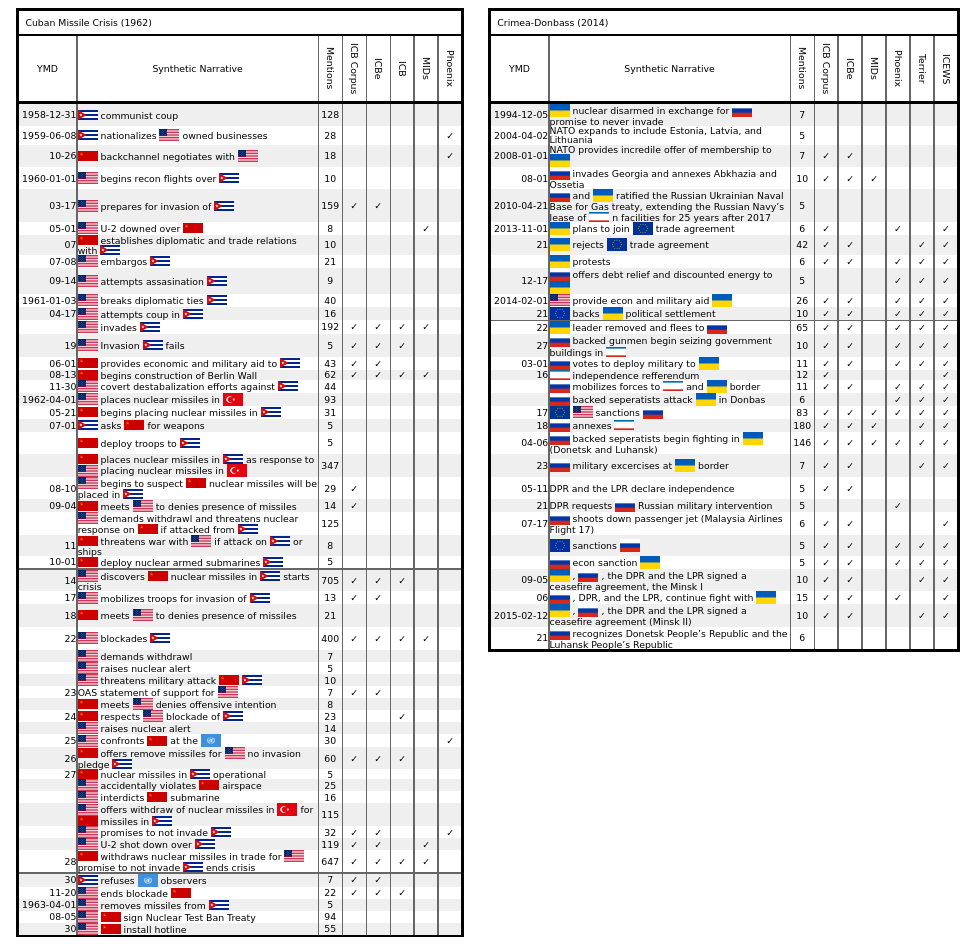 Cuban Missile Crisis (1962)
YMD Synthetic Narrative Mentions ICB Corpus ICBe ICB MIDs Phoenix
1958-12-31 communist coup 128
1959-06-08 nationalizes owned businesses 28 ✓
10-26 backchannel negotiates with 18 ✓
1960-01-01 begins recon flights over 10
03-17 prepares for invasion of 159 ✓ ✓
05-01 U-2 downed over 8 ✓
07 establishes diplomatic and trade relations
with 10
07-08 embargos 21
09-14 attempts assasination 9
1961-01-03 breaks diplomatic ties 40
04-17 attempts coup in 16
invades 192 ✓ ✓ ✓ ✓
19 Invasion fails 5 ✓ ✓ ✓
06-01 provides economic and military aid to 43 ✓ ✓
08-13 begins construction of Berlin Wall 62 ✓ ✓ ✓ ✓
11-30 covert destabalization efforts against 44
1962-04-01 places nuclear missiles in 93
05-21 begins placing nuclear missiles in 31
07-01 asks for weapons 5
deploy troops to 5
places nuclear missiles in as response to
placing nuclear missiles in 347
08-10 begins to suspect nuclear missiles will be
placed in 29 ✓
09-04 meets to denies presence of missiles 14 ✓
demands withdrawl and threatens nuclear
response on if attacked from 125
11 threatens war with if attack on or
ships 8
10-01 deploy nuclear armed submarines 5
14 discovers nuclear missiles in starts
crisis 705 ✓ ✓ ✓
17 mobilizes troops for invasion of 13 ✓ ✓
18 meets to denies presence of missiles 21
22 blockades 400 ✓ ✓ ✓ ✓
demands withdrawl 7
raises nuclear alert 5
threatens military attack 10
23 OAS statement of support for 7 ✓ ✓
meets denies offensive intention 8
24 respects blockade of 23 ✓
raises nuclear alert 14
25 confronts at the 30 ✓
26 offers remove missiles for no invasion
pledge 60 ✓ ✓ ✓
27 nuclear missiles in operational 5
accidentally violates airspace 25
interdicts submarine 16
offers withdraw of nuclear missiles in for
missiles in 115
promises to not invade 32 ✓ ✓ ✓
U-2 shot down over 119 ✓ ✓ ✓
28 withdraws nuclear missiles in trade for
promise to not invade ends crisis 647 ✓ ✓ ✓ ✓
30 refuses observers 7 ✓ ✓
11-20 ends blockade 22 ✓ ✓ ✓
1963-04-01 removes missiles from 5
08-05 sign Nuclear Test Ban Treaty 94
30 install hotline 55
Crimea-Donbass (2014)
YMD Synthetic Narrative Mentions ICB Corpus ICBe MIDs Phoenix Terrier ICEWS
1994-12-05 nuclear disarmed in exchange for
promise to never invade 7
2004-04-02 NATO expands to include Estonia, Latvia, and
Lithuania 5
2008-01-01 NATO provides incredile offer of membership to 7 ✓ ✓
08-01 invades Georgia and annexes Abkhazia and
Ossetia 10 ✓ ✓ ✓
2010-04-21 and ratified the Russian Ukrainian Naval
Base for Gas treaty, extending the Russian Navy's
lease of n facilities for 25 years after 2017 5
2013-11-01 plans to join trade agreement 6 ✓ ✓ ✓
21 rejects trade agreement 42 ✓ ✓ ✓ ✓
protests 6 ✓ ✓ ✓ ✓ ✓
12-17 offers debt relief and discounted energy to 5 ✓ ✓ ✓
2014-02-01 provide econ and military aid 26 ✓ ✓ ✓ ✓ ✓
21 backs political settlement 10 ✓ ✓ ✓ ✓ ✓
22 leader removed and flees to 65 ✓ ✓ ✓ ✓ ✓
27 backed gunmen begin seizing government
buildings in 10 ✓ ✓ ✓ ✓ ✓
03-01 votes to deploy military to 11 ✓ ✓ ✓ ✓ ✓
16 independence refferendum 12 ✓ ✓
mobilizes forces to and border 11 ✓ ✓ ✓ ✓ ✓
backed seperatists attack in Donbas 6 ✓ ✓ ✓
17 sanctions 83 ✓ ✓ ✓ ✓ ✓ ✓
18 annexes 180 ✓ ✓ ✓ ✓ ✓
04-06 backed seperatists begin fighting in
(Donetsk and Luhansk) 146 ✓ ✓ ✓ ✓ ✓ ✓
23 military excercises at border 7 ✓ ✓ ✓ ✓
05-11 DPR and the LPR declare independence 5 ✓ ✓
21 DPR requests Russian military intervention 5 ✓
07-17 shoots down passenger jet (Malaysia Airlines
Flight 17) 6 ✓ ✓ ✓
sanctions 5 ✓ ✓ ✓ ✓ ✓
econ sanction 5 ✓ ✓ ✓ ✓ ✓
09-05 , , the DPR and the LPR signed a
ceasefire agreement, the Minsk I 10 ✓ ✓ ✓ ✓
06 , DPR, and the LPR, continue fight with 15 ✓ ✓ ✓ ✓
2015-02-12 , , the DPR and the LPR signed a
ceasefire agreement (Minsk II) 10 ✓ ✓ ✓ ✓
21 recognizes Donetsk People's Republic and the
Luhansk People's Republic 6